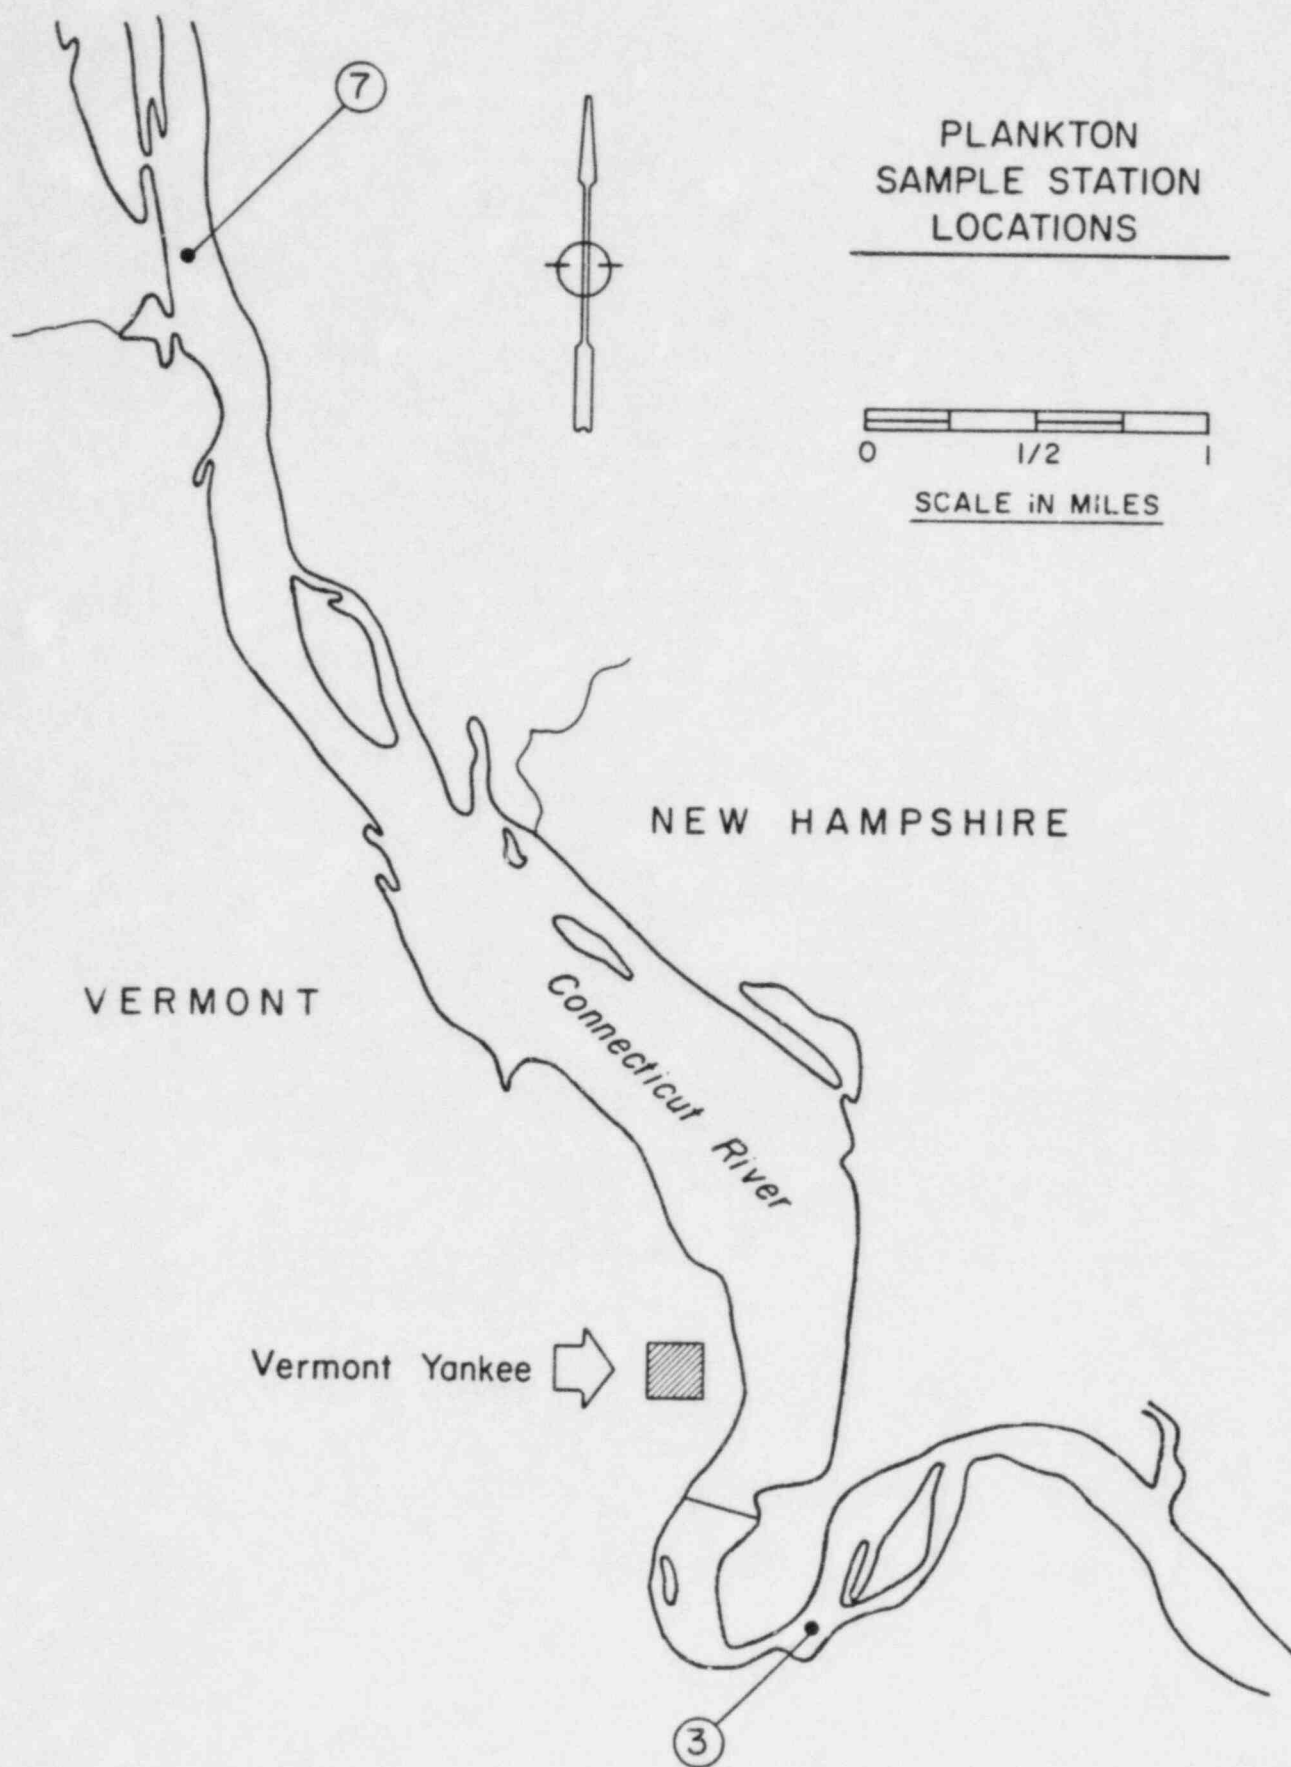 7
PLANKTON
SAMPLE STATION
LOCATIONS
0 1/2 1
SCALE IN MILES
NEW HAMPSHIRE
VERMONT
Connecticut River
Vermont Yankee
3